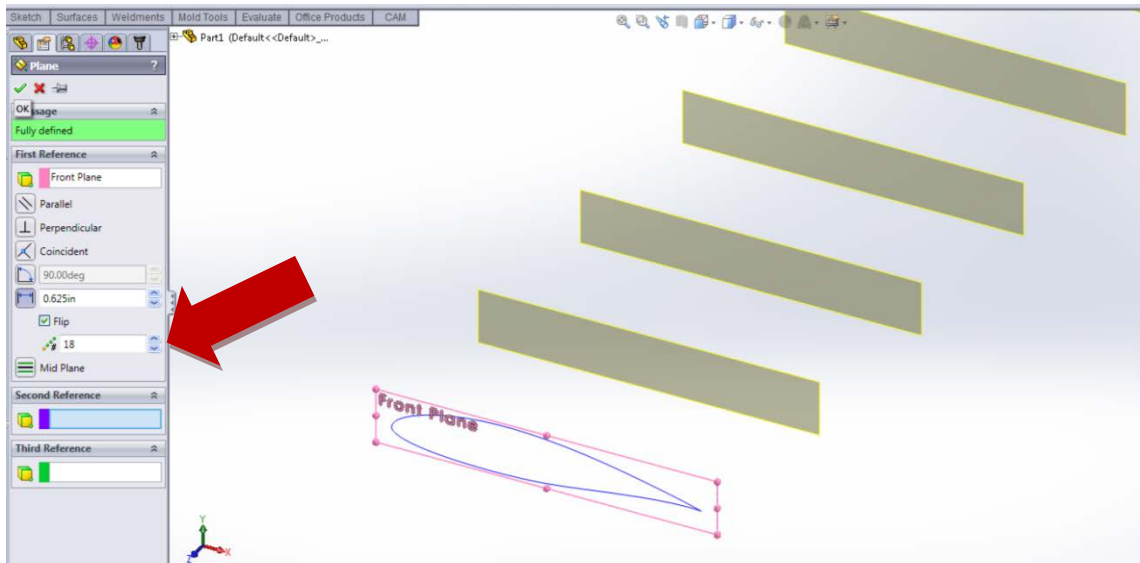 Sketch Surfaces Weldments Mold Tools Evaluate Office Products CAM
Part1 (Default<<Default>_...
Plane ?
OK ssage
Fully defined
First Reference
Front Plane
Parallel
Perpendicular
Coincident
90.00deg
0.625in
Flip
# 18
Mid Plane
Second Reference
Third Reference
Front Plane
Y
X
Z